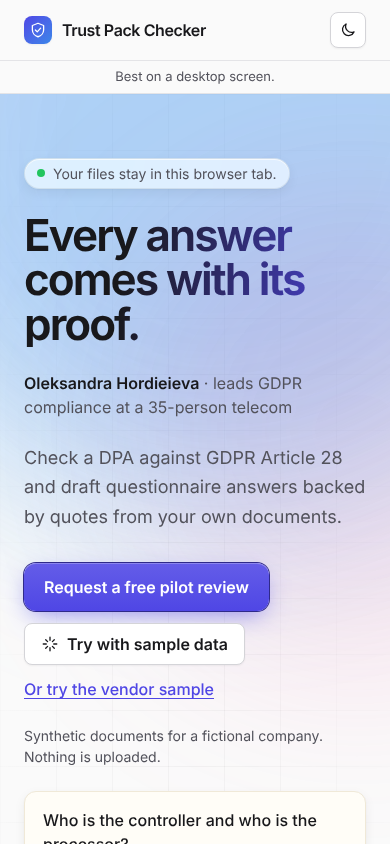 Trust Pack Checker
Best on a desktop screen.
Your files stay in this browser tab.
Every answer
comes with its
proof.
Oleksandra Hordieieva · leads GDPR
compliance at a 35-person telecom
Check a DPA against GDPR Article 28
and draft questionnaire answers backed
by quotes from your own documents.
Request a free pilot review
Try with sample data
Or try the vendor sample
Synthetic documents for a fictional company.
Nothing is uploaded.
Who is the controller and who is the
processor?